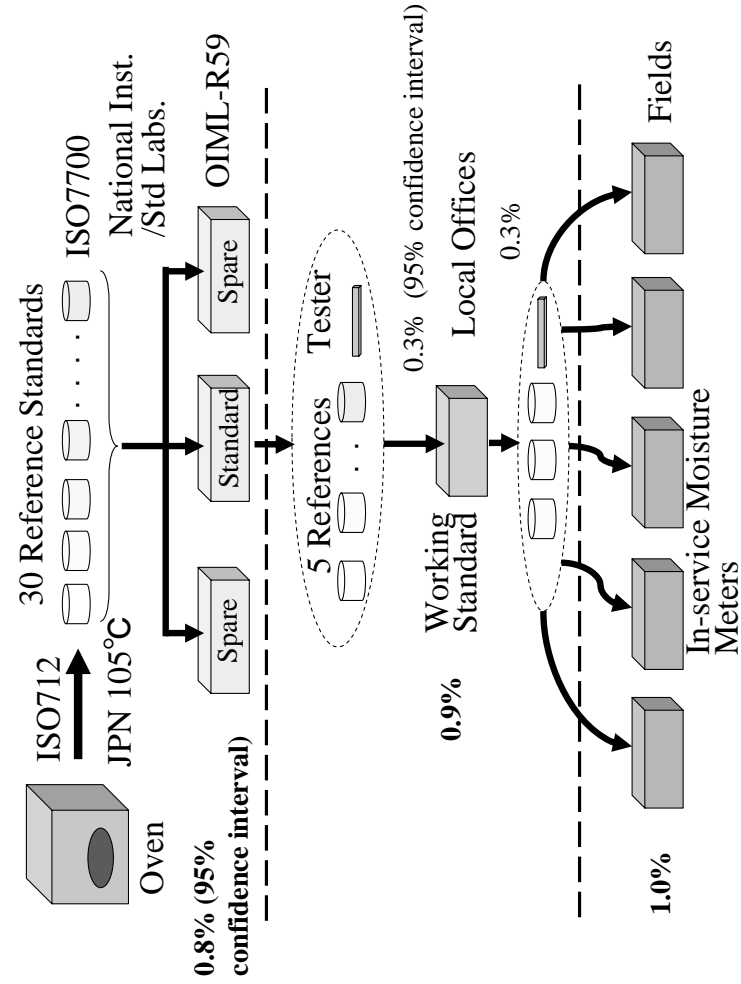 30 Reference Standards
ISO7700
ISO712
JPN 105℃
Oven
National Inst.
/Std Labs.
OIML-R59
Spare
Standard
Spare
0.8% (95%
confidence interval)
5 References
Tester
. .
. . . . .
0.3% (95% confidence interval)
Local Offices
Working
Standard
0.9%
0.3%
Fields
In-service Moisture
Meters
1.0%